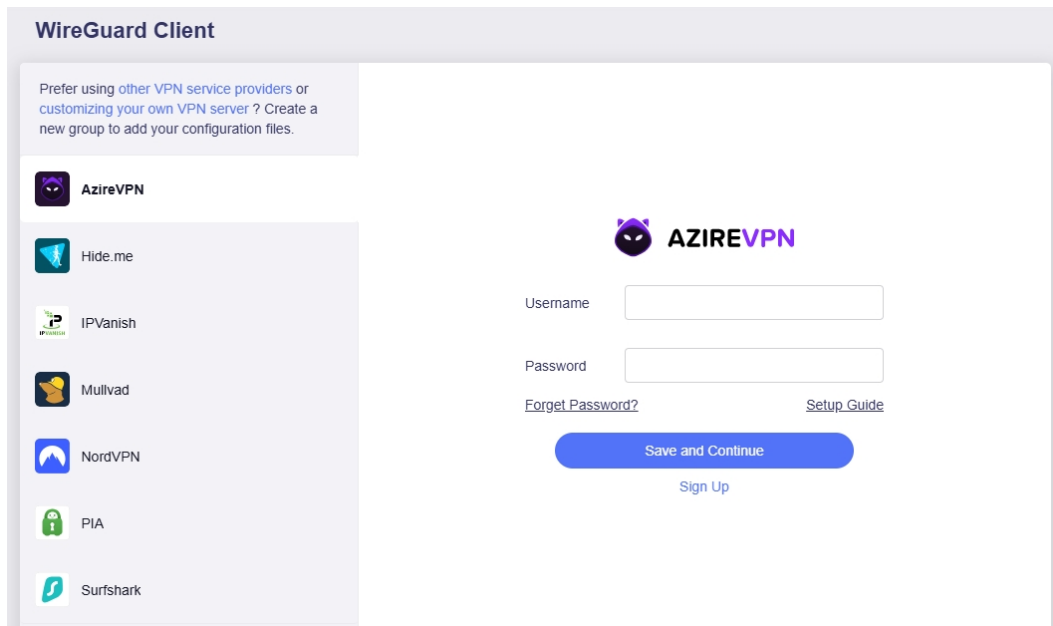 WireGuard Client
Prefer using other VPN service providers or
customizing your own VPN server ? Create a
new group to add your configuration files.
AzireVPN
Hide.me
IPVANISH
IPVanish
Mullvad
NordVPN
PIA
Surfshark
AZIREVPN
Username
Password
Forget Password?
Setup Guide
Save and Continue
Sign Up